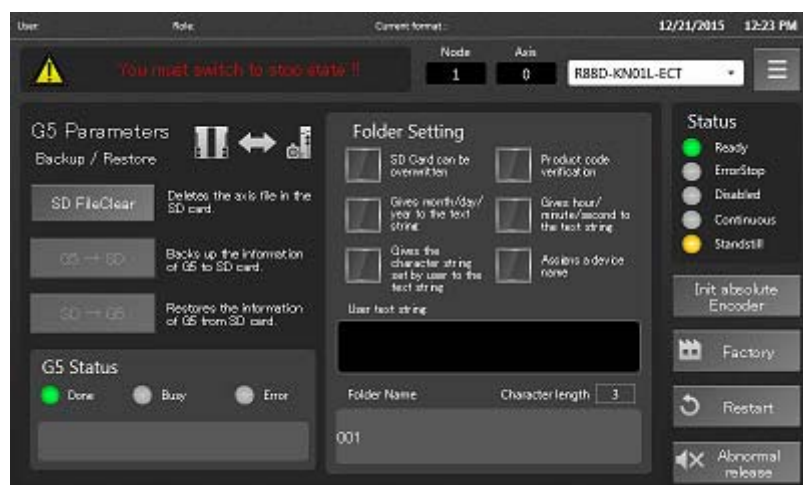 User Role: Current format : 12/21/2015 12:23 PM
You must switch to stop state !!
Node Axis
1 0 R88D-KN01L-ECT
G5 Parameters
Backup / Restore
SD FileClear
Deletes the axis file in the
SD card.
G5 → SD
Backs up the information
of G5 to SD card.
SD → G5
Restores the information
of G5 from SD card.
G5 Status
Done Busy Error
Folder Setting
SD Card can be
overwritten
Product code
verification
Gives month/day/
year to the text
string
Gives hour/
minute/second to
the text string
Gives the
character string
set by user to the
text string
Assigns a device
name
User text string
Folder Name Character length 3
001
Status
Ready
ErrorStop
Disabled
Continuous
Standstill
Init absolute
Encoder
Factory
Restart
Abnormal
release